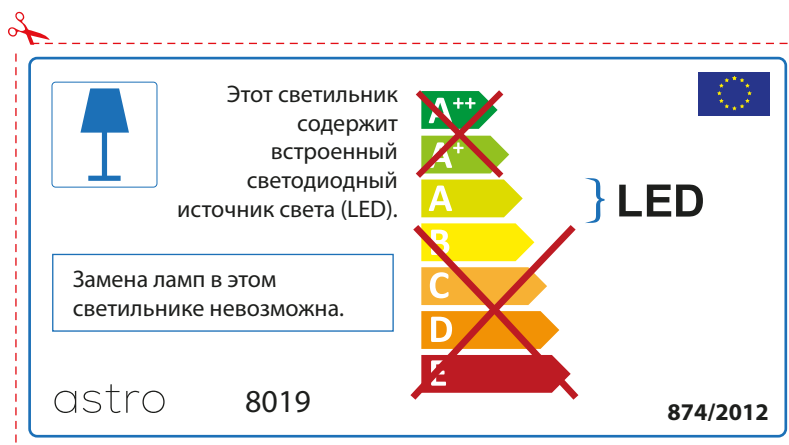 Этот светильник
содержит
встроенный
светодиодный
источник света (LED).
A++
A+
A
B
C
D
E
LED
Замена ламп в этом
светильнике невозможна.
astro
8019
874/2012